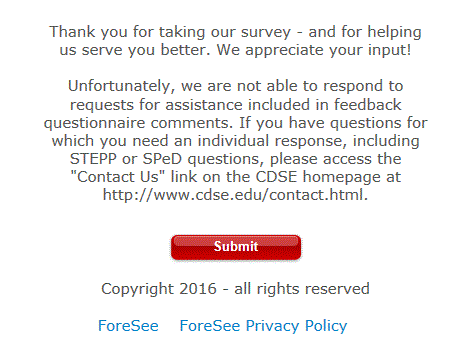 Thank you for taking our survey - and for helping
us serve you better. We appreciate your input!
Unfortunately, we are not able to respond to
requests for assistance included in feedback
questionnaire comments. If you have questions for
which you need an individual response, including
STEPP or SPeD questions, please access the
"Contact Us" link on the CDSE homepage at
http://www.cdse.edu/contact.html.
Submit
Copyright 2016 - all rights reserved
ForeSee ForeSee Privacy Policy